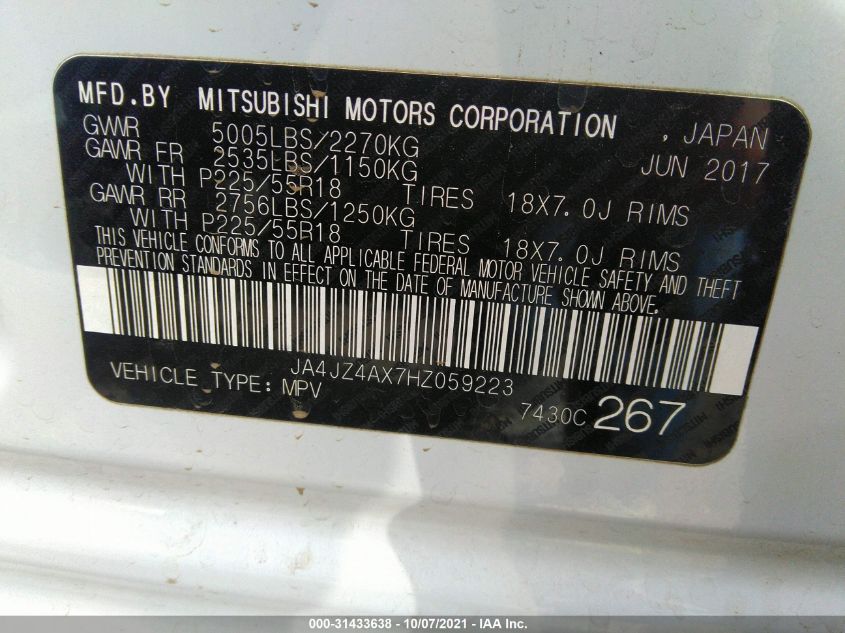 MFD.BY MITSUBISHI MOTORS CORPORATION , JAPAN
GVWR 5005LBS/2270KG JUN 2017
GAWR FR 2535LBS/1150KG
WITH P225/55R18 TIRES 18X7.0J RIMS
GAWR RR 2756LBS/1250KG
WITH P225/55R18 TIRES 18X7.0J RIMS
THIS VEHICLE CONFORMS TO ALL APPLICABLE FEDERAL MOTOR VEHICLE SAFETY AND THEFT
PREVENTION STANDARDS IN EFFECT ON THE DATE OF MANUFACTURE SHOWN ABOVE.
JA4JZ4AX7HZ059223
VEHICLE TYPE: MPV
7430C 267
000-31433638 - 10/07/2021 - IAA Inc.